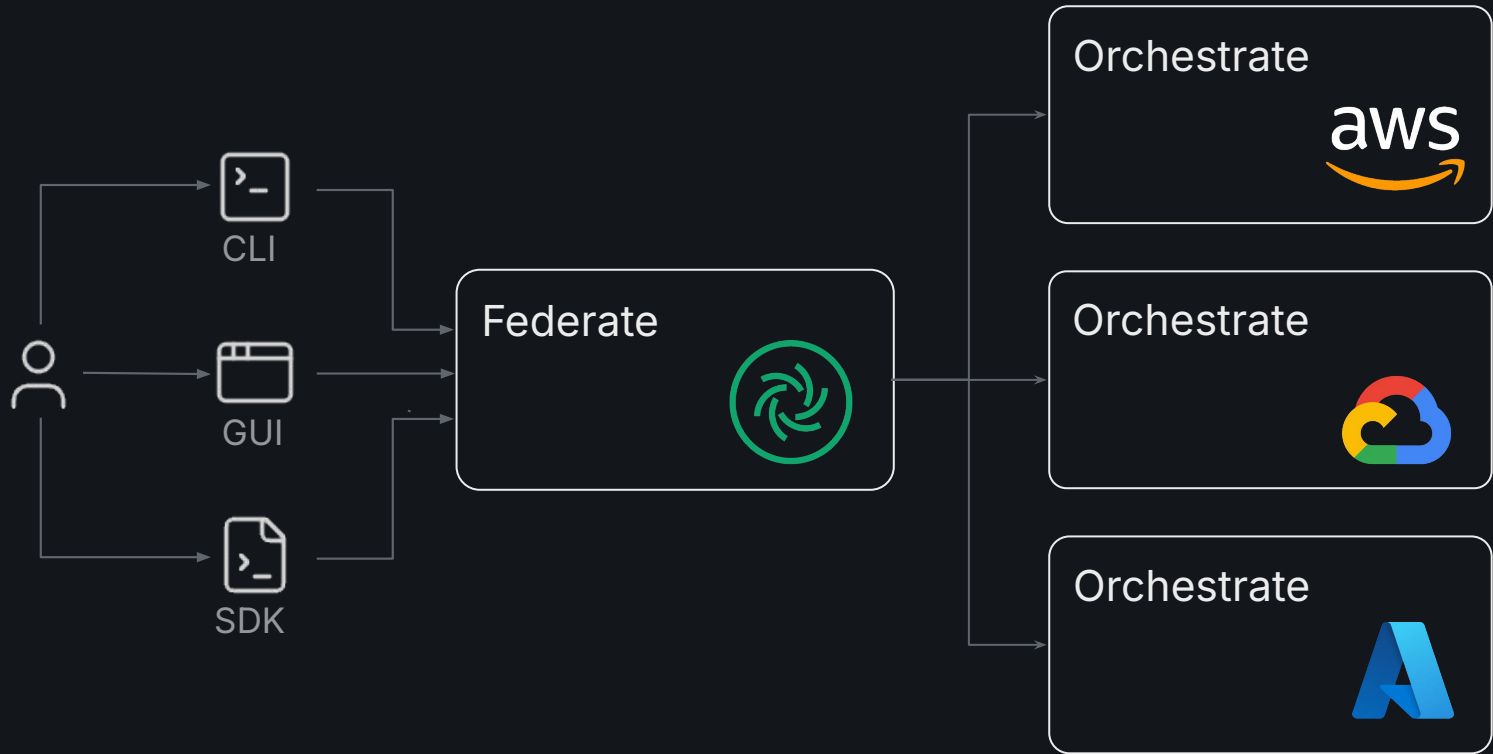 CLI
GUI
SDK
Federate
Orchestrate
aws
Orchestrate
Orchestrate